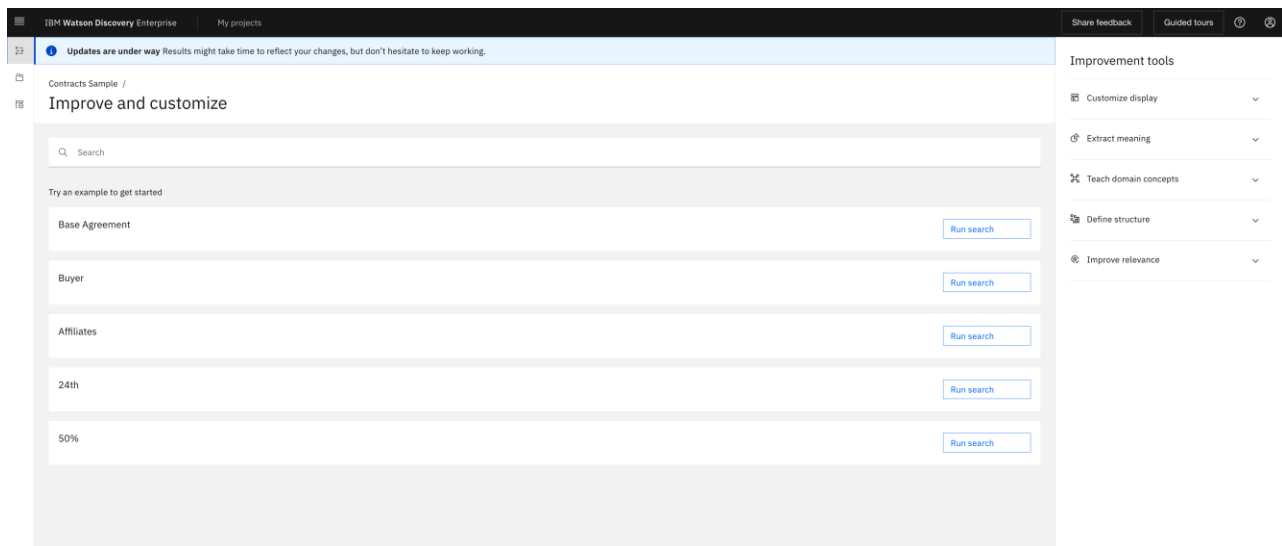 IBM Watson Discovery Enterprise
My projects
Share feedback
Guided tours
Updates are under way Results might take time to reflect your changes, but don't hesitate to keep working.
Contracts Sample /
Improve and customize
Search
Try an example to get started
Base Agreement
Run search
Buyer
Run search
Affiliates
Run search
24th
Run search
50%
Run search
Improvement tools
Customize display
Extract meaning
Teach domain concepts
Define structure
Improve relevance